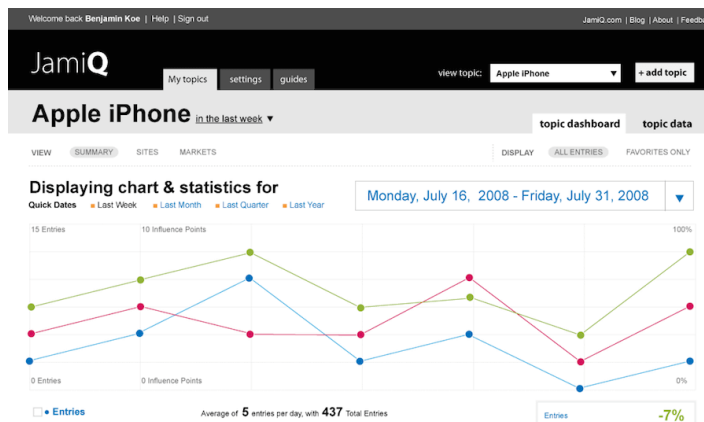 Welcome back Benjamin Koe | Help | Sign out
JamiQ.com | Blog | About |
JamiQ
My topics
settings
guides
view topic:
Apple iPhone
+ add topic
Apple iPhone in the last week
topic dashboard
topic data
VIEW SUMMARY SITES MARKETS
DISPLAY ALL ENTRIES FAVORITES ONLY
Displaying chart & statistics for
Quick Dates Last Week Last Month Last Quarter Last Year
Monday, July 16, 2008 - Friday, July 31, 2008
15 Entries
10 Influence Points
100%
0 Entries
0 Influence Points
0%
Entries
Average of 5 entries per day, with 437 Total Entries
Entries
-7%